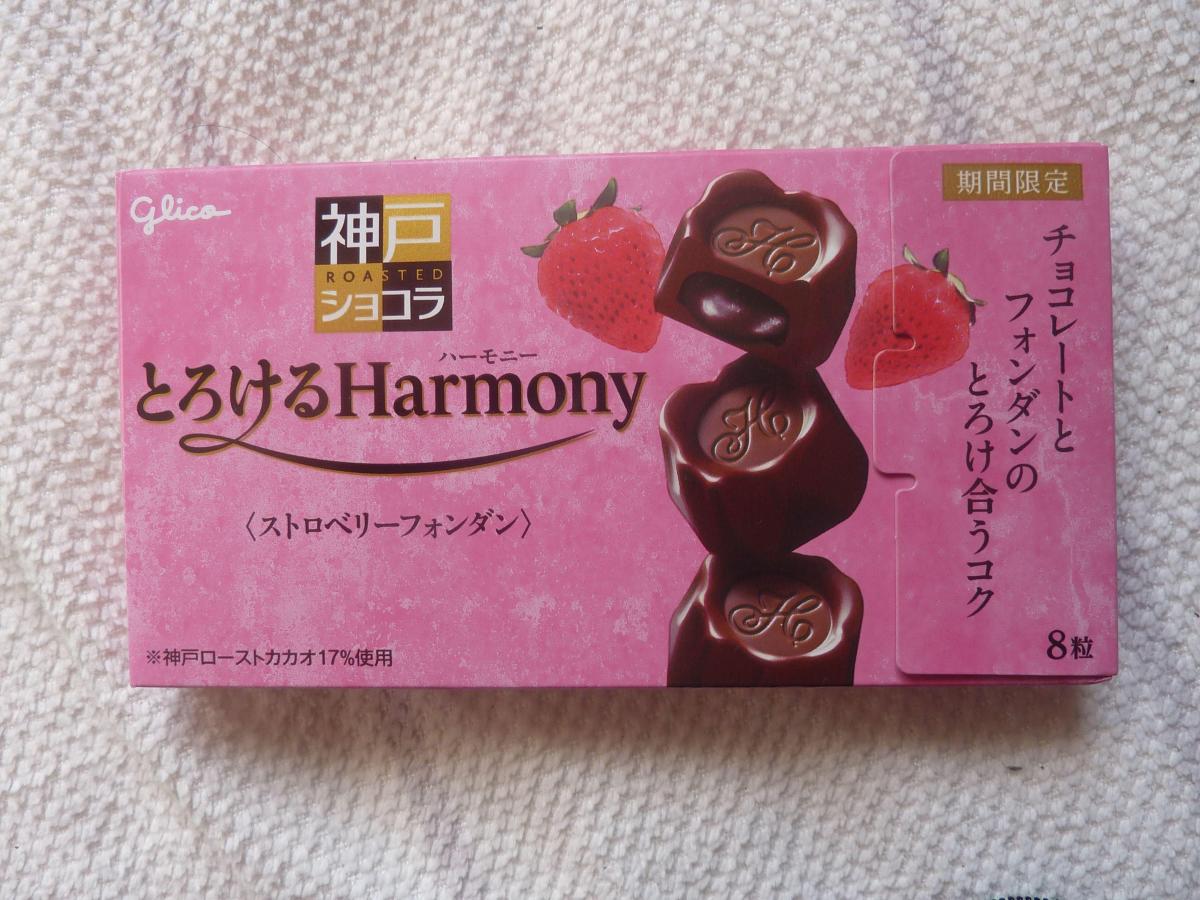 Glico
神戸
ROASTED
ショコラ
ハーモニー
とろけるHarmony
〈ストロベリーフォンダン〉
※神戸ローストカカオ17%使用
H
H
H
期間限定
チョコレートと
フォンダンの
とろけ合うコク
8粒